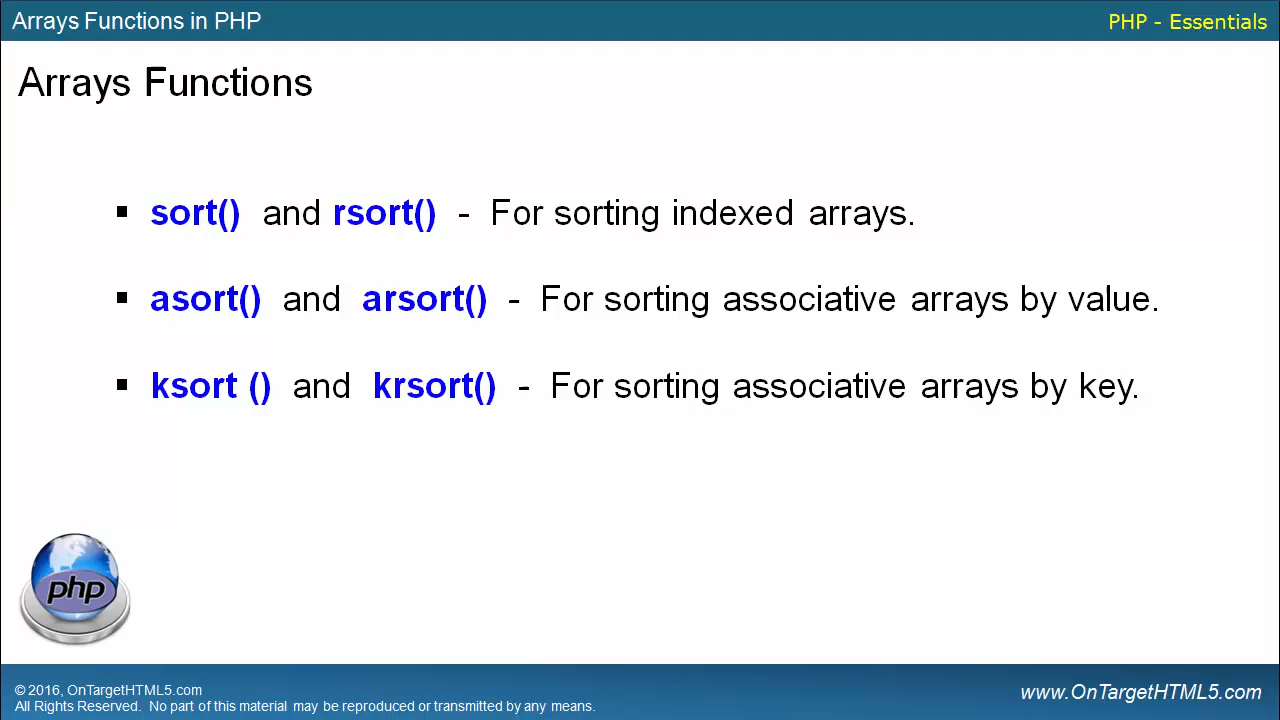 Arrays Functions in PHP
PHP - Essentials
Arrays Functions
▪ sort() and rsort() - For sorting indexed arrays.
▪ asort() and arsort() - For sorting associative arrays by value.
▪ ksort () and krsort() - For sorting associative arrays by key.
php
© 2016, OnTargetHTML5.com
All Rights Reserved. No part of this material may be reproduced or transmitted by any means.
www.OnTargetHTML5.com